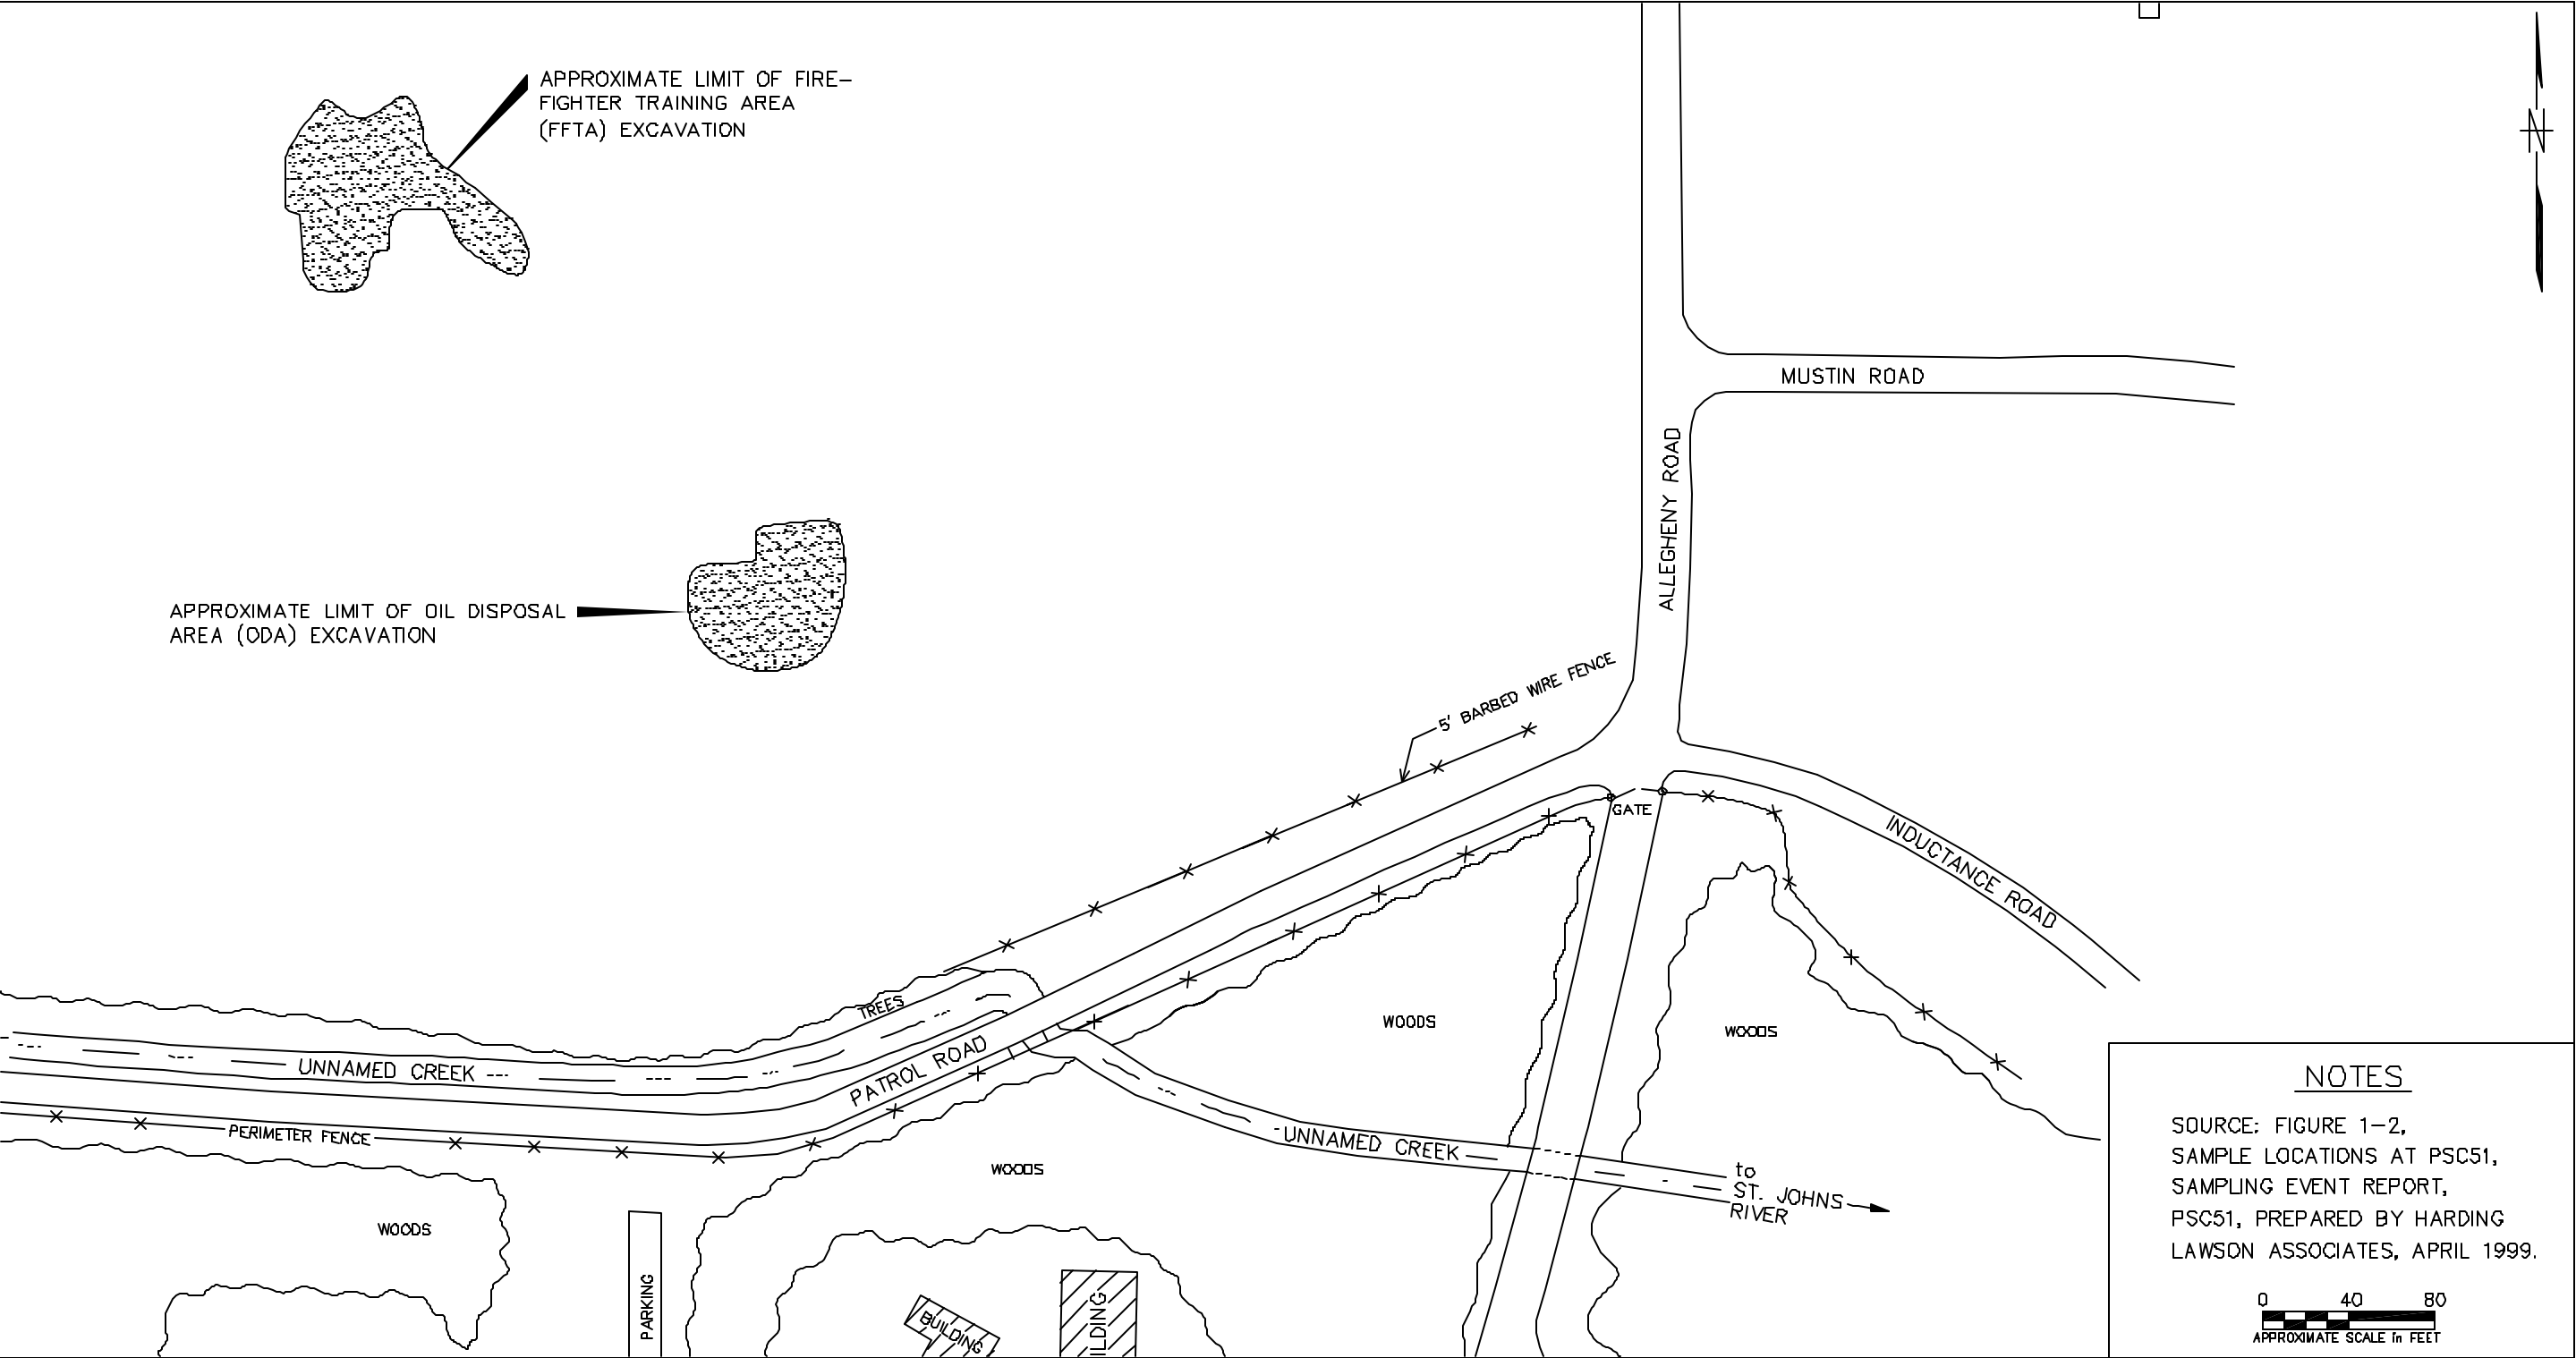 APPROXIMATE LIMIT OF FIRE-
FIGHTER TRAINING AREA
(FFTA) EXCAVATION
N
MUSTIN ROAD
ALLEGHENY ROAD
APPROXIMATE LIMIT OF OIL DISPOSAL
AREA (ODA) EXCAVATION
5' BARBED WIRE FENCE
GATE
INDUCTANCE ROAD
TREES
WOODS
WOODS
UNNAMED CREEK
PATROL ROAD
PERIMETER FENCE
UNNAMED CREEK
WOODS
to
ST. JOHNS
RIVER
WOODS
PARKING
BUILDING
ILDING
NOTES
SOURCE: FIGURE 1-2,
SAMPLE LOCATIONS AT PSC51,
SAMPLING EVENT REPORT,
PSC51, PREPARED BY HARDING
LAWSON ASSOCIATES, APRIL 1999.
0 40 80
APPROXIMATE SCALE in FEET